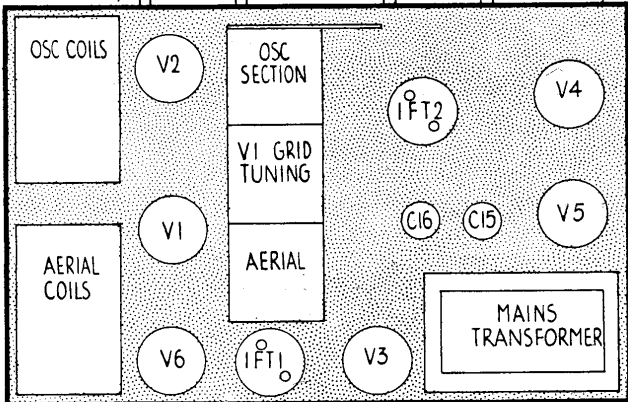 OSC COILS
V2
OSC
SECTION
IFT2
V4
V1 GRID
TUNING
V1
C16
C15
V5
AERIAL
COILS
AERIAL
MAINS
TRANSFORMER
V6
IFT1
V3